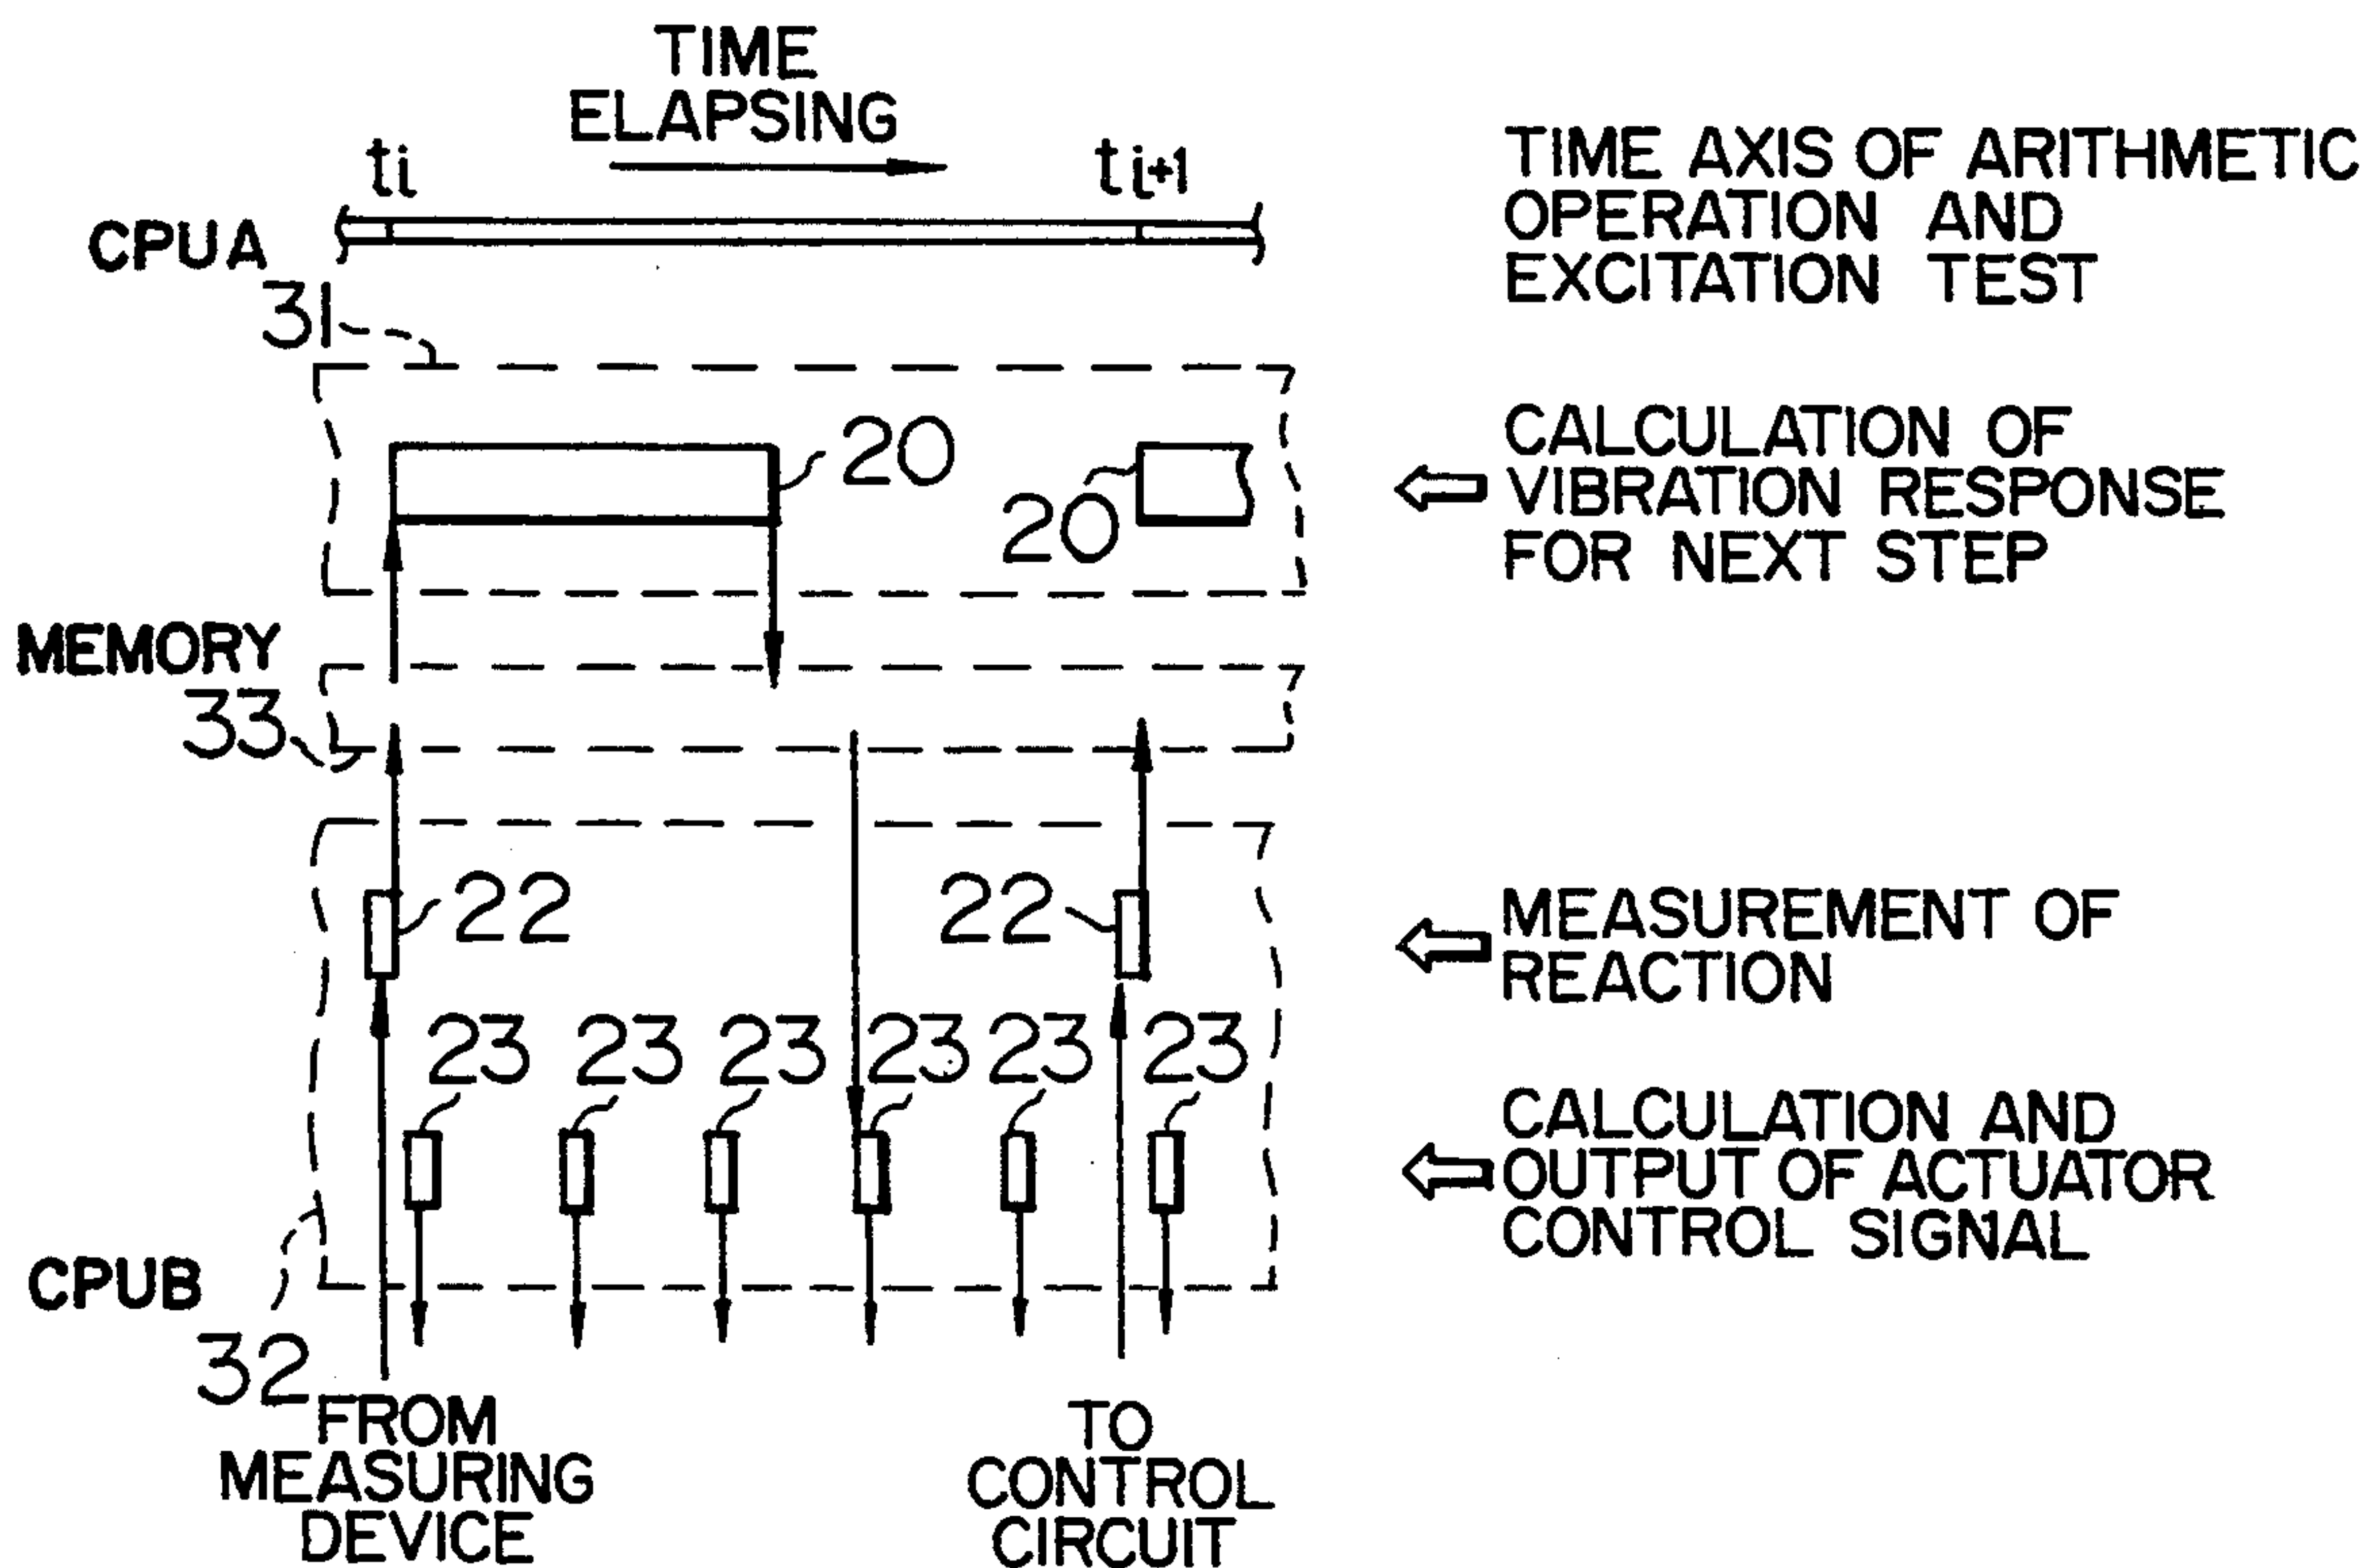 TIME
ELAPSING
ti
ti+1
CPUA
31
TIME AXIS OF ARITHMETIC
OPERATION AND
EXCITATION TEST
20
20
CALCULATION OF
VIBRATION RESPONSE
FOR NEXT STEP
MEMORY
33
22
22
MEASUREMENT OF
REACTION
23 23 23 23 23 23
CALCULATION AND
OUTPUT OF ACTUATOR
CONTROL SIGNAL
CPUB
32
FROM
MEASURING
DEVICE
TO
CONTROL
CIRCUIT